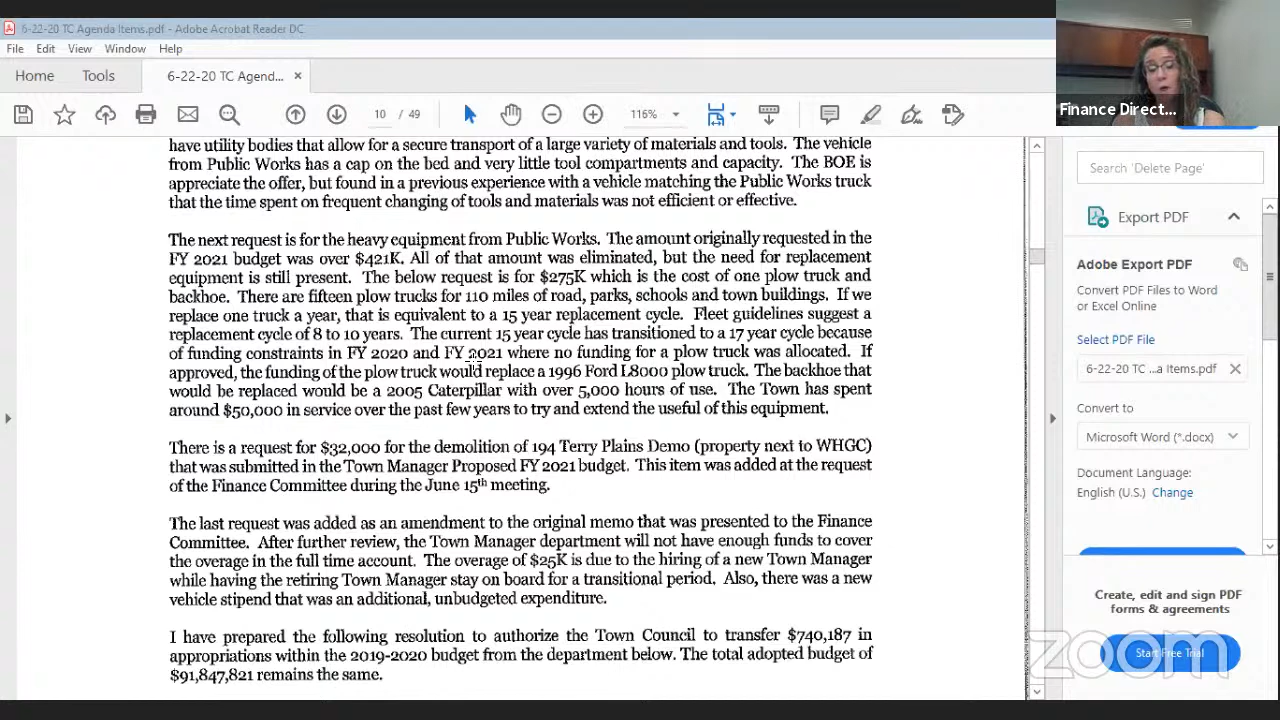 6-22-20 TC Agenda Items.pdf - Adobe Acrobat Reader DC
File Edit View Window Help
Home Tools 6-22-20 TC Agend... ×
10 / 49 116%
Finance Direct...
have utility bodies that allow for a secure transport of a large variety of materials and tools. The vehicle
from Public Works has a cap on the bed and very little tool compartments and capacity. The BOE is
appreciate the offer, but found in a previous experience with a vehicle matching the Public Works truck
that the time spent on frequent changing of tools and materials was not efficient or effective.
The next request is for the heavy equipment from Public Works. The amount originally requested in the
FY 2021 budget was over $421K. All of that amount was eliminated, but the need for replacement
equipment is still present. The below request is for $275K which is the cost of one plow truck and
backhoe. There are fifteen plow trucks for 110 miles of road, parks, schools and town buildings. If we
replace one truck a year, that is equivalent to a 15 year replacement cycle. Fleet guidelines suggest a
replacement cycle of 8 to 10 years. The current 15 year cycle has transitioned to a 17 year cycle because
of funding constraints in FY 2020 and FY 2021 where no funding for a plow truck was allocated. If
approved, the funding of the plow truck would replace a 1996 Ford L8000 plow truck. The backhoe that
would be replaced would be a 2005 Caterpillar with over 5,000 hours of use. The Town has spent
around $50,000 in service over the past few years to try and extend the useful of this equipment.
There is a request for $32,000 for the demolition of 194 Terry Plains Demo (property next to WHGC)
that was submitted in the Town Manager Proposed FY 2021 budget. This item was added at the request
of the Finance Committee during the June 15th meeting.
The last request was added as an amendment to the original memo that was presented to the Finance
Committee. After further review, the Town Manager department will not have enough funds to cover
the overage in the full time account. The overage of $25K is due to the hiring of a new Town Manager
while having the retiring Town Manager stay on board for a transitional period. Also, there was a new
vehicle stipend that was an additional, unbudgeted expenditure.
I have prepared the following resolution to authorize the Town Council to transfer $740,187 in
appropriations within the 2019-2020 budget from the department below. The total adopted budget of
$91,847,821 remains the same.
Search 'Delete Page'
Export PDF
Adobe Export PDF
Convert PDF Files to Word
or Excel Online
Select PDF File
6-22-20 TC ...a Items.pdf ×
Convert to
Microsoft Word (*.docx)
Document Language:
English (U.S.) Change
Create, edit and sign PDF
forms & agreements
Start Free Trial
zoom